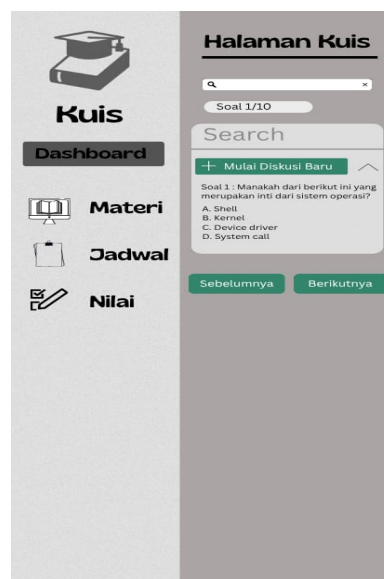 Kuis
Dashboard
Materi
Jadwal
Nilai
Halaman Kuis
Soal 1/10
Search
+ Mulai Diskusi Baru
Soal 1 : Manakah dari berikut ini yang
merupakan inti dari sistem operasi?
A. Shell
B. Kernel
C. Device driver
D. System call
Sebelumnya
Berikutnya